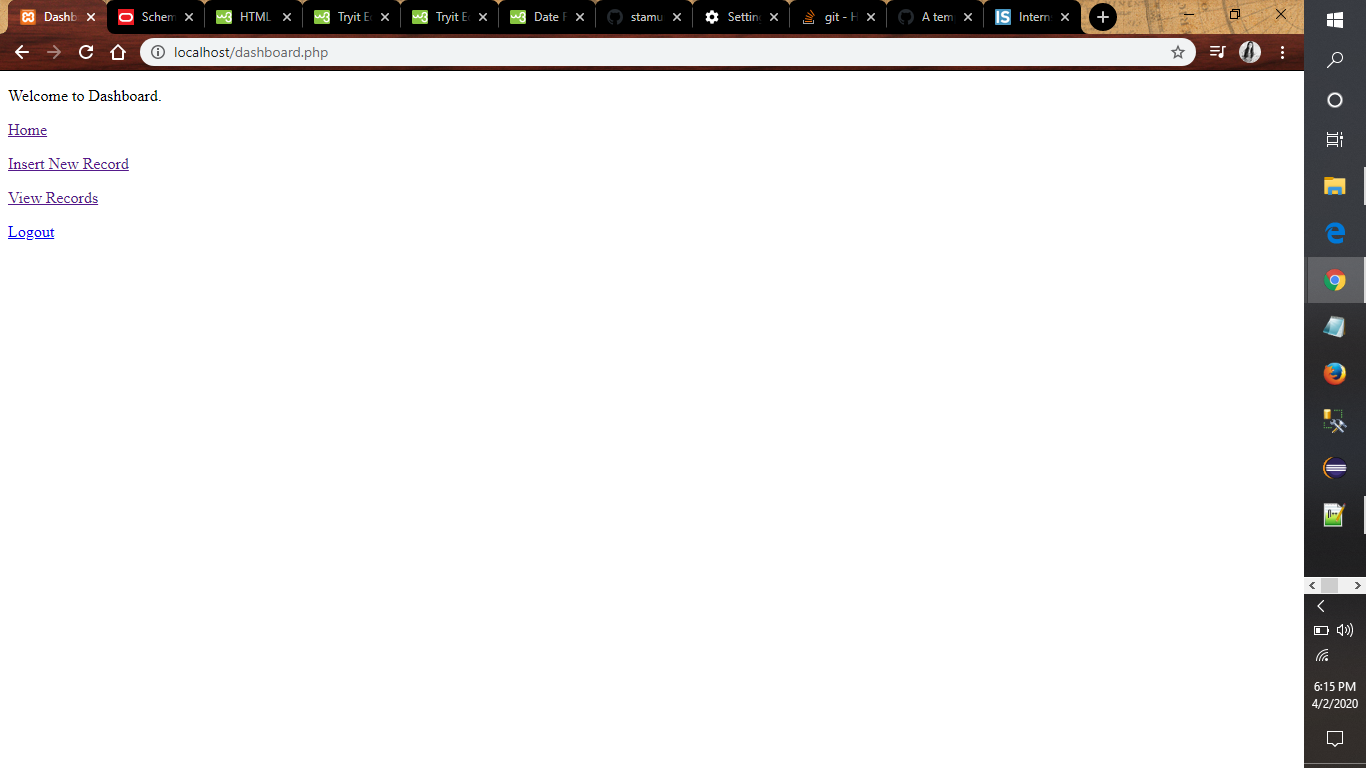 Dashb
Schem
HTML
Tryit E
Tryit E
Date F
stamu
Settin
git - H
A tem
Intern
localhost/dashboard.php
Welcome to Dashboard.
Home
Insert New Record
View Records
Logout
6:15 PM
4/2/2020